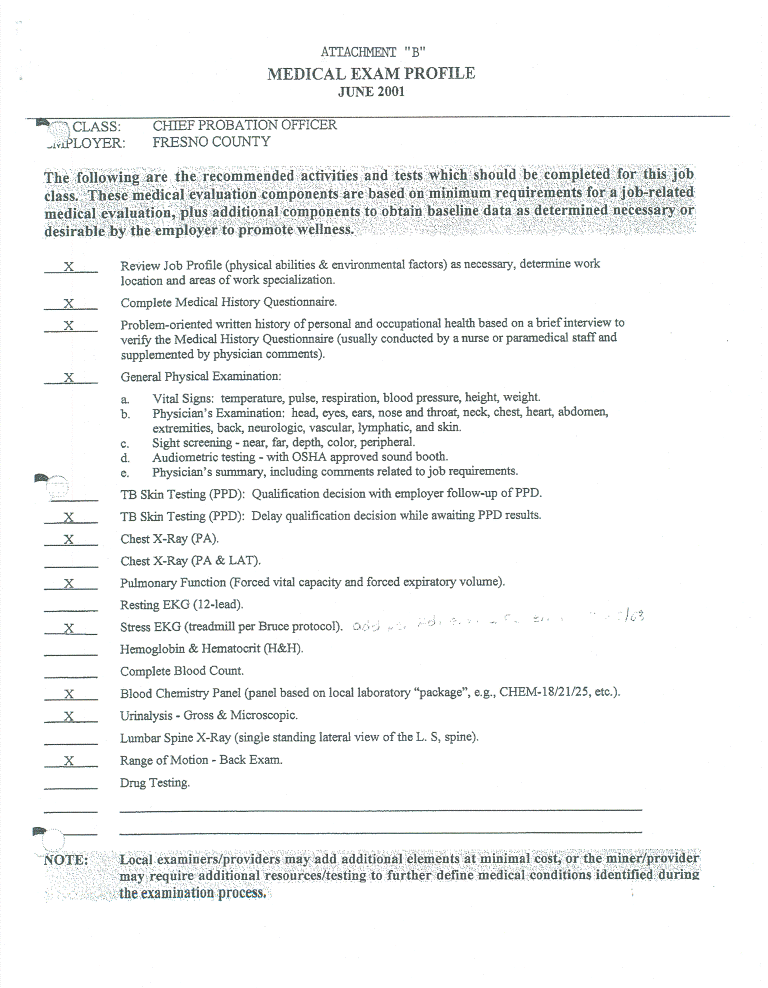 ATTACHMENT "B"
MEDICAL EXAM PROFILE
JUNE 2001
CLASS: CHIEF PROBATION OFFICER
MPLOYER: FRESNO COUNTY
The following are the recommended activities and tests which should be completed for this job
class. These medical evaluation components are based on minimum requirements for a job-related
medical evaluation, plus additional components to obtain baseline data as determined necessary or
desirable by the employer to promote wellness.
X Review Job Profile (physical abilities & environmental factors) as necessary, determine work
location and areas of work specialization.
X Complete Medical History Questionnaire.
X Problem-oriented written history of personal and occupational health based on a brief interview to
verify the Medical History Questionnaire (usually conducted by a nurse or paramedical staff and
supplemented by physician comments).
X General Physical Examination:
a. Vital Signs: temperature, pulse, respiration, blood pressure, height, weight.
b. Physician's Examination: head, eyes, ears, nose and throat, neck, chest, heart, abdomen,
extremities, back, neurologic, vascular, lymphatic, and skin.
c. Sight screening - near, far, depth, color, peripheral.
d. Audiometric testing - with OSHA approved sound booth.
e. Physician's summary, including comments related to job requirements.
TB Skin Testing (PPD): Qualification decision with employer follow-up of PPD.
X TB Skin Testing (PPD): Delay qualification decision while awaiting PPD results.
X Chest X-Ray (PA).
Chest X-Ray (PA & LAT).
X Pulmonary Function (Forced vital capacity and forced expiratory volume).
Resting EKG (12-lead).
X Stress EKG (treadmill per Bruce protocol). add
Hemoglobin & Hematocrit (H&H).
Complete Blood Count.
X Blood Chemistry Panel (panel based on local laboratory "package", e.g., CHEM-18/21/25, etc.).
X Urinalysis - Gross & Microscopic.
Lumbar Spine X-Ray (single standing lateral view of the L. S, spine).
X Range of Motion - Back Exam.
Drug Testing.
NOTE: Local examiners/providers may add additional elements at minimal cost, or the miner/provider
may require additional resources/testing to further define medical conditions identified during
the examination process.